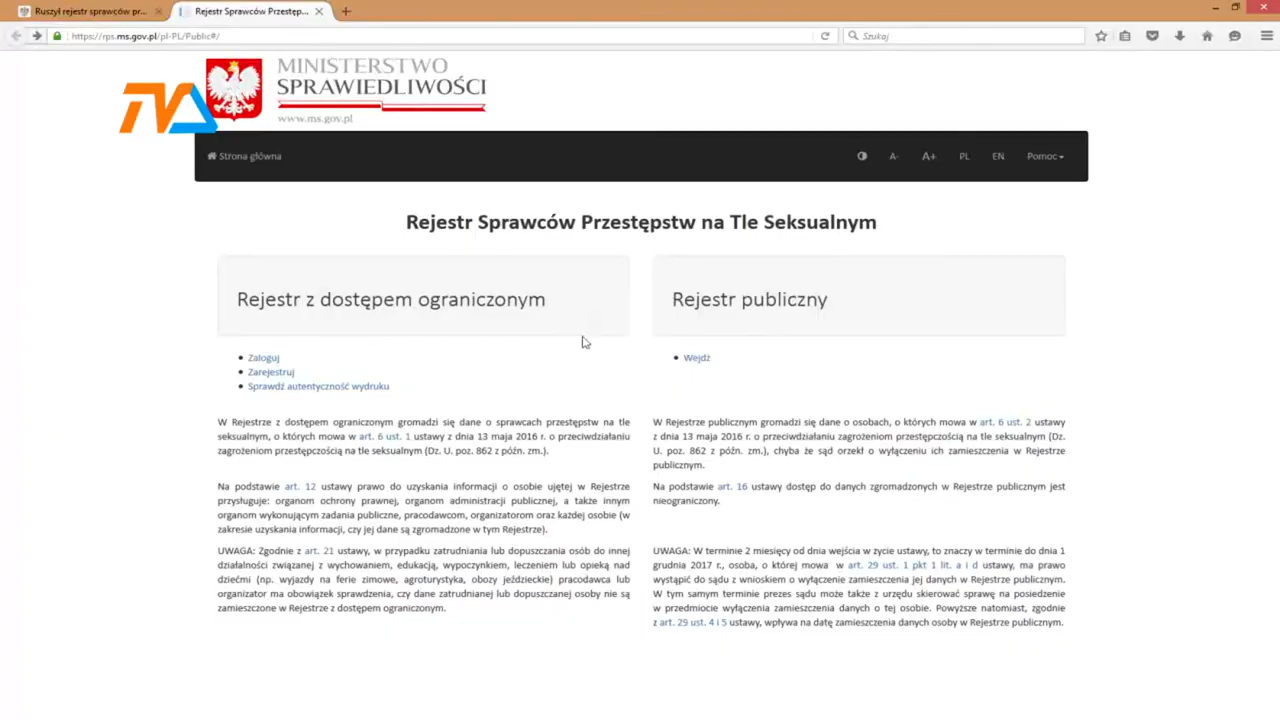 Ruszył rejestr sprawców pr...
Rejestr Sprawców Przestęp...
https://rps.ms.gov.pl/pl-PL/Public#/
Szukaj
TVA
MINISTERSTWO
SPRAWIEDLIWOŚCI
www.ms.gov.pl
Strona główna
A-
A+
PL
EN
Pomoc
Rejestr Sprawców Przestępstw na Tle Seksualnym
Rejestr z dostępem ograniczonym
• Zaloguj
• Zarejestruj
• Sprawdź autentyczność wydruku
W Rejestrze z dostępem ograniczonym gromadzi się dane o sprawcach przestępstw na tle
seksualnym, o których mowa w art. 6 ust. 1 ustawy z dnia 13 maja 2016 r. o przeciwdziałaniu
zagrożeniom przestępczością na tle seksualnym (Dz. U. poz. 862 z późn. zm.).
Na podstawie art. 12 ustawy prawo do uzyskania informacji o osobie ujętej w Rejestrze
przysługuje: organom ochrony prawnej, organom administracji publicznej, a także innym
organom wykonującym zadania publiczne, pracodawcom, organizatorom oraz każdej osobie (w
zakresie uzyskania informacji, czy jej dane są zgromadzone w tym Rejestrze).
UWAGA: Zgodnie z art. 21 ustawy, w przypadku zatrudniania lub dopuszczania osób do innej
działalności związanej z wychowaniem, edukacją, wypoczynkiem, leczeniem lub opieką nad
dziećmi (np. wyjazdy na ferie zimowe, agroturystyka, obozy jeździeckie) pracodawca lub
organizator ma obowiązek sprawdzenia, czy dane zatrudnianej lub dopuszczanej osoby nie są
zamieszczone w Rejestrze z dostępem ograniczonym.
Rejestr publiczny
• Wejdź
W Rejestrze publicznym gromadzi się dane o osobach, o których mowa w art. 6 ust. 2 ustawy
z dnia 13 maja 2016 r. o przeciwdziałaniu zagrożeniom przestępczością na tle seksualnym (Dz.
U. poz. 862 z późn. zm.), chyba że sąd orzekł o wyłączeniu ich zamieszczenia w Rejestrze
publicznym.
Na podstawie art. 16 ustawy dostęp do danych zgromadzonych w Rejestrze publicznym jest
nieograniczony.
UWAGA: W terminie 2 miesięcy od dnia wejścia w życie ustawy, to znaczy w terminie do dnia 1
grudnia 2017 r., osoba, o której mowa w art. 29 ust. 1 pkt 1 lit. a i d ustawy, ma prawo
wystąpić do sądu z wnioskiem o wyłączenie zamieszczenia jej danych w Rejestrze publicznym.
W tym samym terminie prezes sądu może także z urzędu skierować sprawę na posiedzenie
w przedmiocie wyłączenia zamieszczenia danych o tej osobie. Powyższe natomiast, zgodnie
z art. 29 ust. 4 i 5 ustawy, wpływa na datę zamieszczenia danych osoby w Rejestrze publicznym.